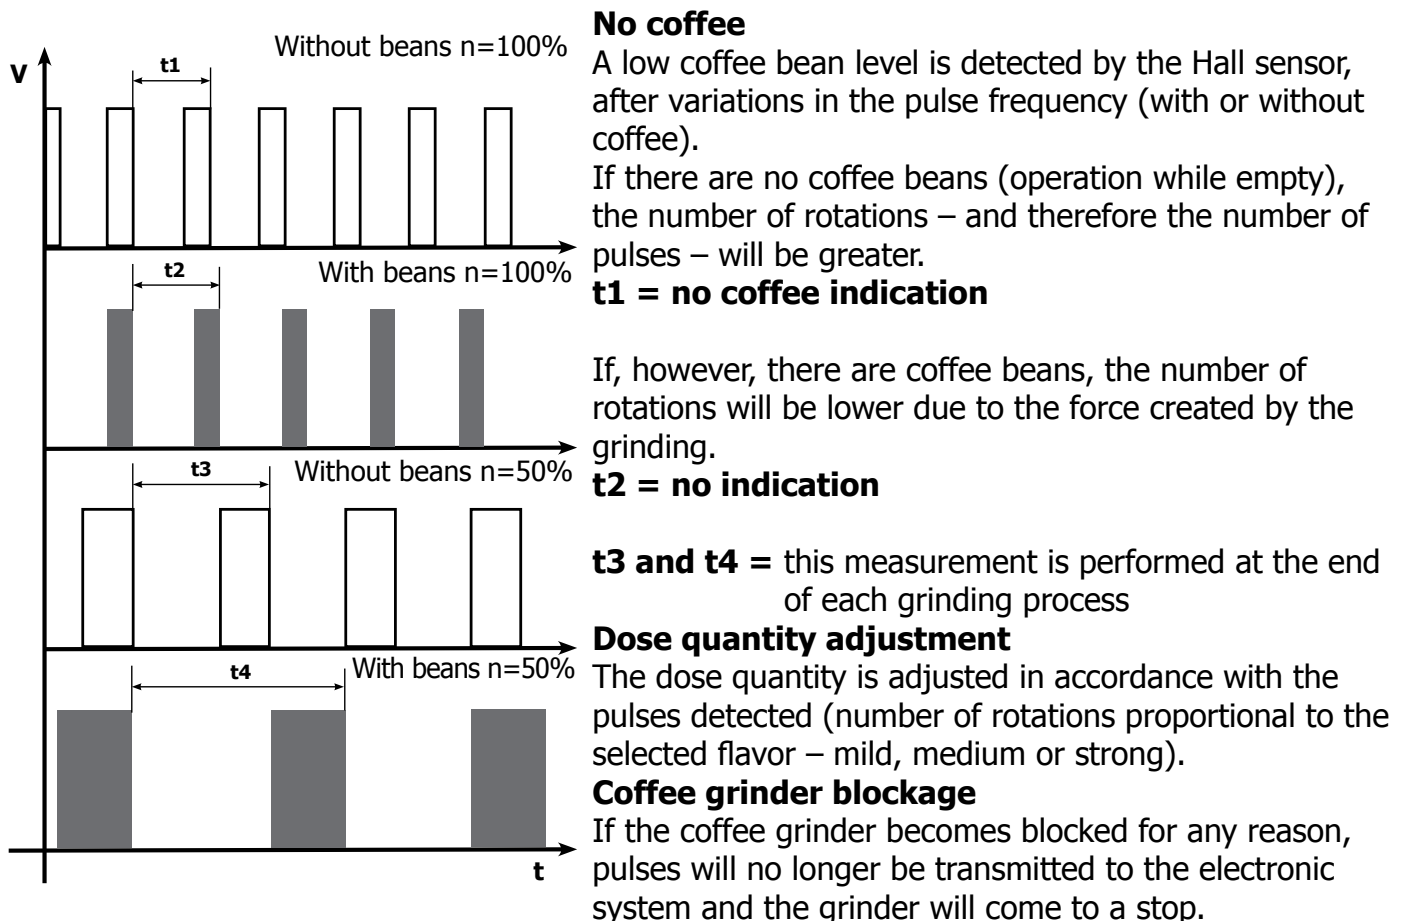 Without beans n=100%
V
t1
With beans n=100%
t2
Without beans n=50%
t3
With beans n=50%
t4
t
No coffee
A low coffee bean level is detected by the Hall sensor,
after variations in the pulse frequency (with or without
coffee).
If there are no coffee beans (operation while empty),
the number of rotations – and therefore the number of
pulses – will be greater.
t1 = no coffee indication
If, however, there are coffee beans, the number of
rotations will be lower due to the force created by the
grinding.
t2 = no indication
t3 and t4 = this measurement is performed at the end
of each grinding process
Dose quantity adjustment
The dose quantity is adjusted in accordance with the
pulses detected (number of rotations proportional to the
selected flavor – mild, medium or strong).
Coffee grinder blockage
If the coffee grinder becomes blocked for any reason,
pulses will no longer be transmitted to the electronic
system and the grinder will come to a stop.